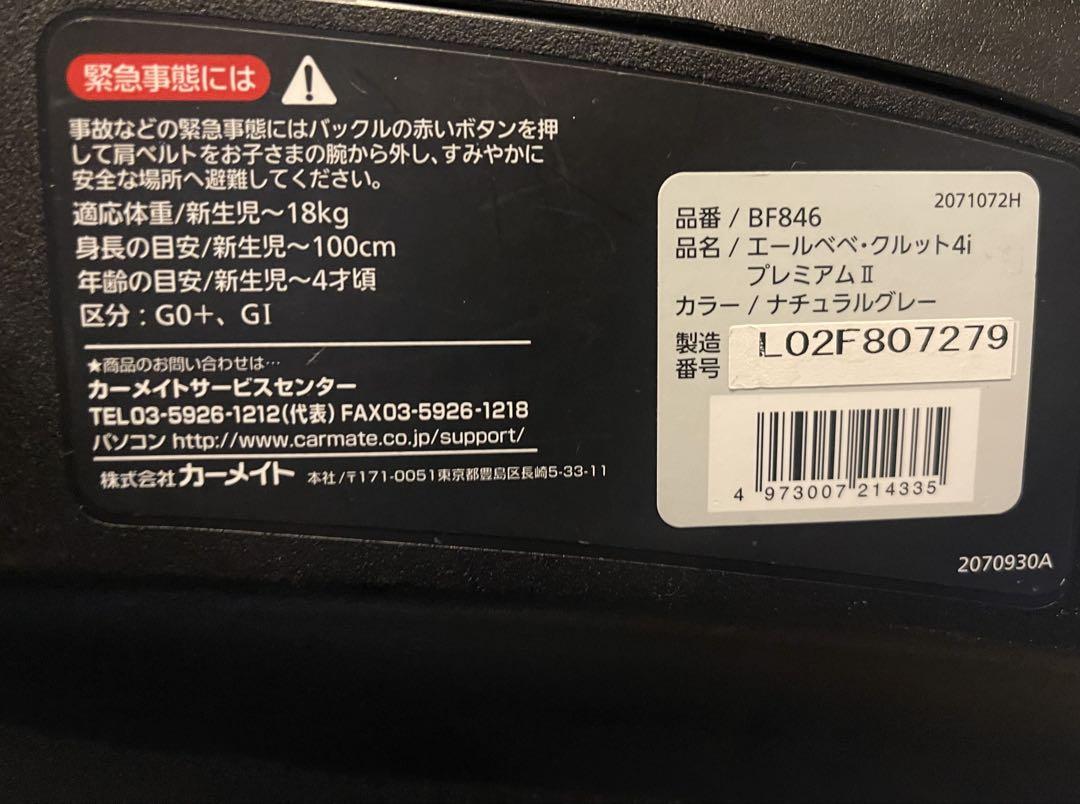 緊急事態には
事故などの緊急事態にはバックルの赤いボタンを押
して肩ベルトをお子さまの腕から外し、すみやかに
安全な場所へ避難してください。
適応体重/新生児～18kg
身長の目安/新生児～100cm
年齢の目安/新生児～4才頃
区分：G0＋、GI
★商品のお問い合わせは…
カーメイトサービスセンター
TEL03-5926-1212(代表) FAX03-5926-1218
パソコン http://www.carmate.co.jp/support/
株式会社カーメイト 本社/〒171-0051東京都豊島区長崎5-33-11
2071072H
品番 / BF846
品名 / エールベベ・クルット4i
プレミアムⅡ
カラー / ナチュラルグレー
製造番号 L02F807279
4 973007 214335
2070930A